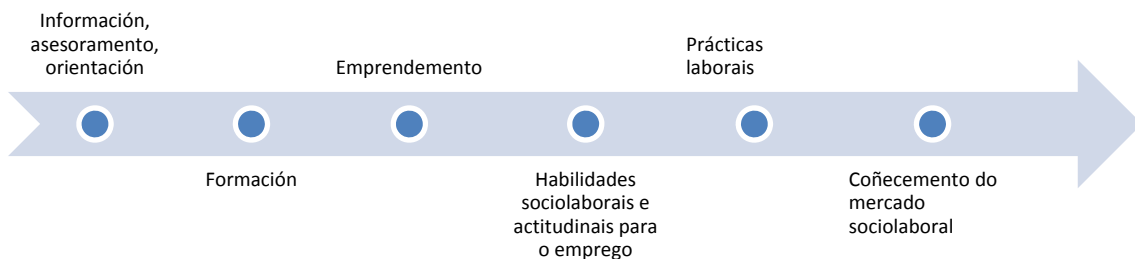 Información,
asesoramento,
orientación
Formación
Emprendemento
Habilidades
sociolaborais e
actitudinais para
o emprego
Prácticas
laborais
Coñecemento do
mercado
sociolaboral